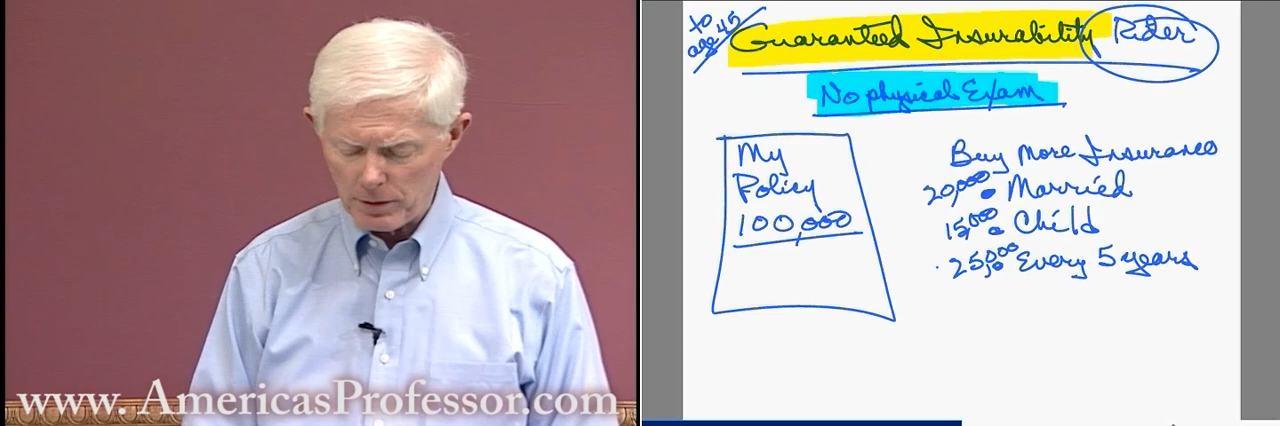 www.AmericasProfessor.com
to
age 45
Guaranteed Insurability Rider
No physical Exam
My
Policy
100,000
Buy More Insurance
20,000 Married
15,000 Child
25,000 Every 5 years